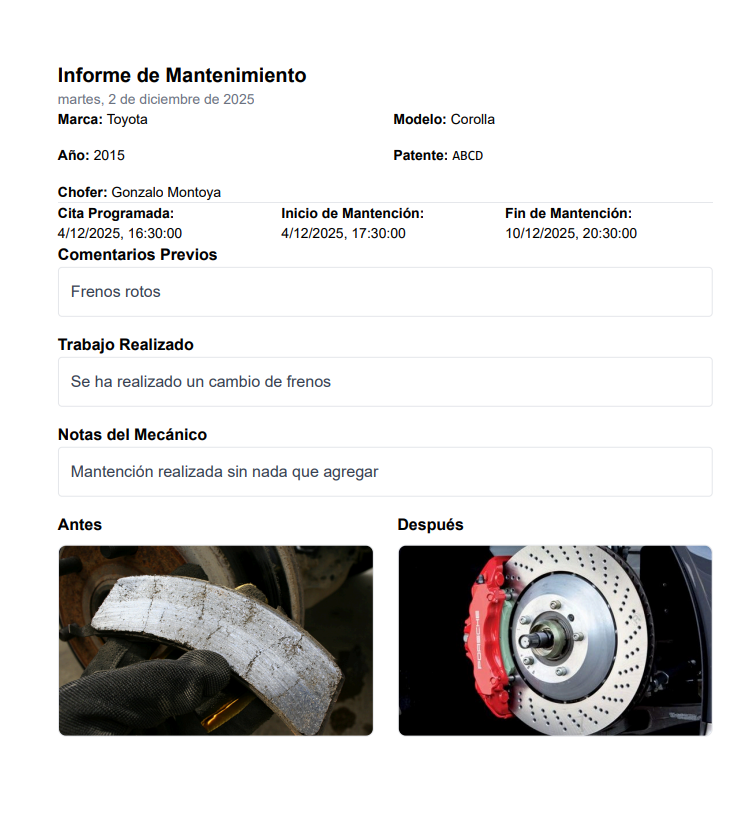 Informe de Mantenimiento
martes, 2 de diciembre de 2025
Marca: Toyota Modelo: Corolla
Año: 2015 Patente: ABCD
Chofer: Gonzalo Montoya
Cita Programada: Inicio de Mantención: Fin de Mantención:
4/12/2025, 16:30:00 4/12/2025, 17:30:00 10/12/2025, 20:30:00
Comentarios Previos
Frenos rotos
Trabajo Realizado
Se ha realizado un cambio de frenos
Notas del Mecánico
Mantención realizada sin nada que agregar
Antes Después
PORSCHE